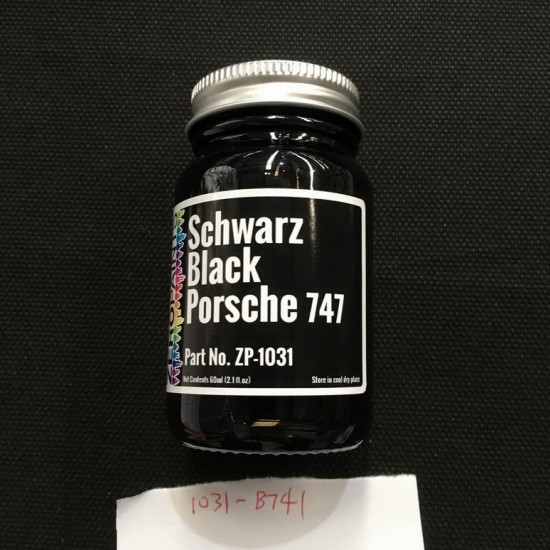 Schwarz
Black
Porsche 747
Part No. ZP-1031
Net Contents 60ml (2.1 fl.oz)
Store in cool dry place
1031-B741